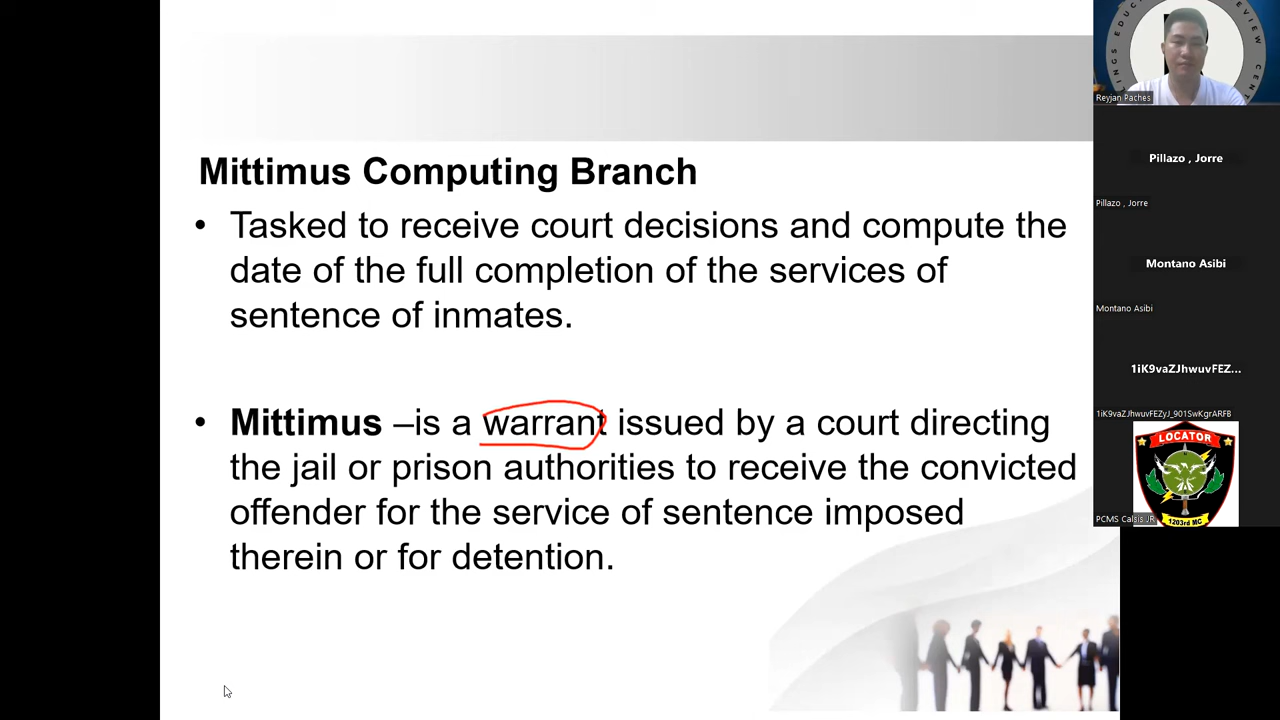 Mittimus Computing Branch
• Tasked to receive court decisions and compute the
date of the full completion of the services of
sentence of inmates.
• Mittimus –is a warrant issued by a court directing
the jail or prison authorities to receive the convicted
offender for the service of sentence imposed
therein or for detention.
Reyjan Paches
Pillazo , Jorre
Pillazo , Jorre
Montano Asibi
Montano Asibi
1iK9vaZJhwuvFEZ...
1iK9vaZJhwuvFEZyJ_901SwKgrARFB
LOCATOR
1203rd MC
PCMS Calsis JR